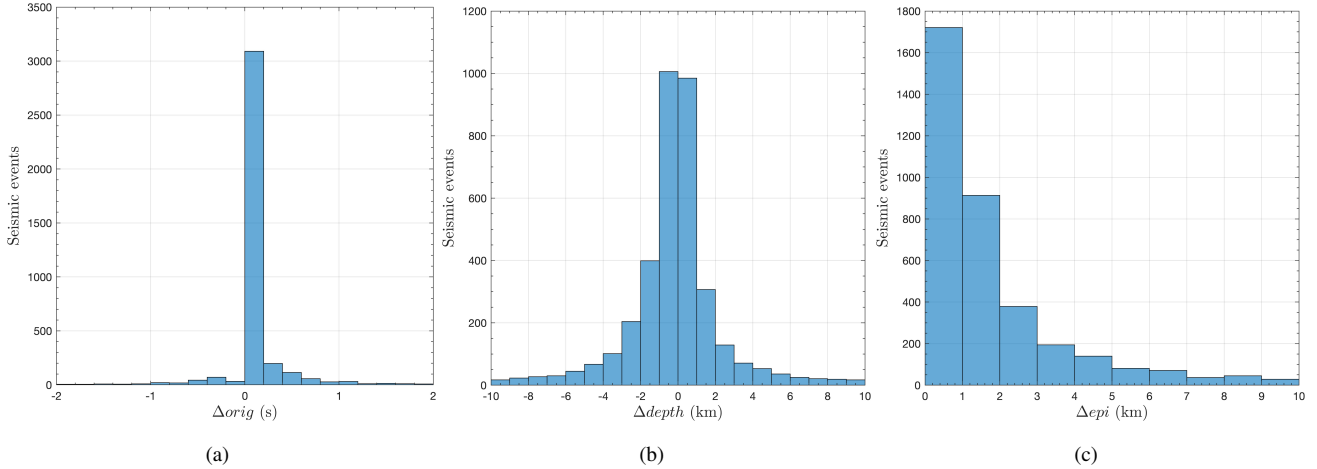 3500
3000
2500
2000
1500
1000
500
0
Seismic events
-2 -1 0 1 2
Δorig (s)
(a)
1200
1000
800
600
400
200
0
Seismic events
-10 -8 -6 -4 -2 0 2 4 6 8 10
Δdepth (km)
(b)
1800
1600
1400
1200
1000
800
600
400
200
0
Seismic events
0 1 2 3 4 5 6 7 8 9 10
Δepi (km)
(c)